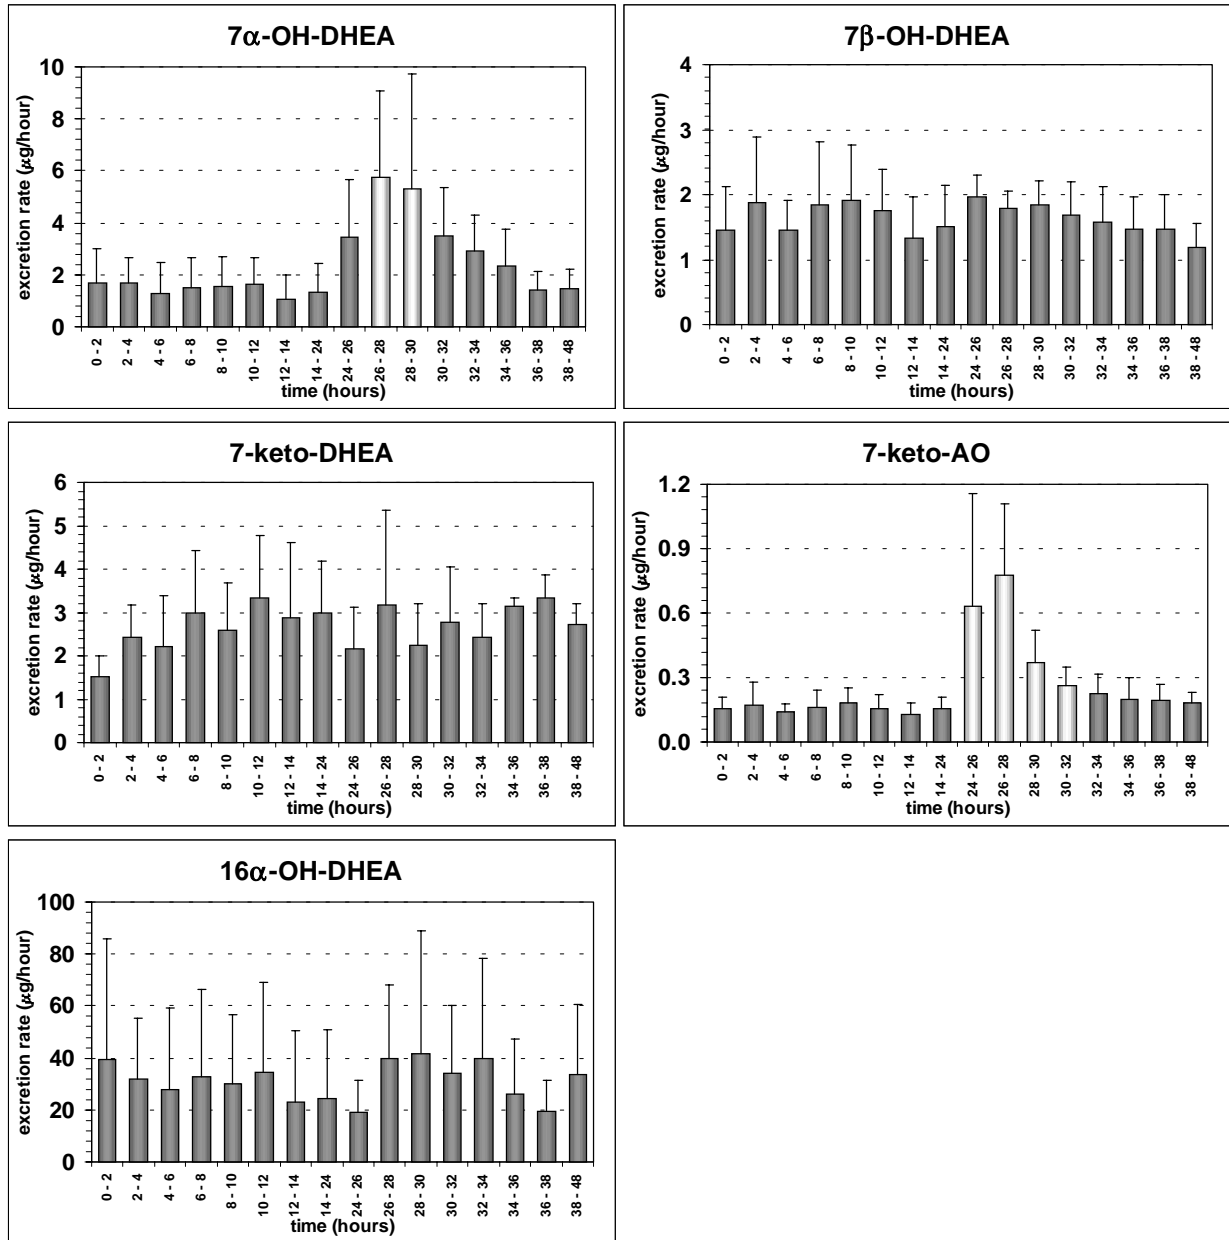 7α-OH-DHEA
excretion rate (µg/hour)
10
8
6
4
2
0
0 - 2
2 - 4
4 - 6
6 - 8
8 - 10
10 - 12
12 - 14
14 - 24
24 - 26
26 - 28
28 - 30
30 - 32
32 - 34
34 - 36
36 - 38
38 - 48
time (hours)
7β-OH-DHEA
excretion rate (µg/hour)
4
3
2
1
0
0 - 2
2 - 4
4 - 6
6 - 8
8 - 10
10 - 12
12 - 14
14 - 24
24 - 26
26 - 28
28 - 30
30 - 32
32 - 34
34 - 36
36 - 38
38 - 48
time (hours)
7-keto-DHEA
excretion rate (µg/hour)
6
5
4
3
2
1
0
0 - 2
2 - 4
4 - 6
6 - 8
8 - 10
10 - 12
12 - 14
14 - 24
24 - 26
26 - 28
28 - 30
30 - 32
32 - 34
34 - 36
36 - 38
38 - 48
time (hours)
7-keto-AO
excretion rate (µg/hour)
1.2
0.9
0.6
0.3
0.0
0 - 2
2 - 4
4 - 6
6 - 8
8 - 10
10 - 12
12 - 14
14 - 24
24 - 26
26 - 28
28 - 30
30 - 32
32 - 34
34 - 36
36 - 38
38 - 48
time (hours)
16α-OH-DHEA
excretion rate (µg/hour)
100
80
60
40
20
0
0 - 2
2 - 4
4 - 6
6 - 8
8 - 10
10 - 12
12 - 14
14 - 24
24 - 26
26 - 28
28 - 30
30 - 32
32 - 34
34 - 36
36 - 38
38 - 48
time (hours)